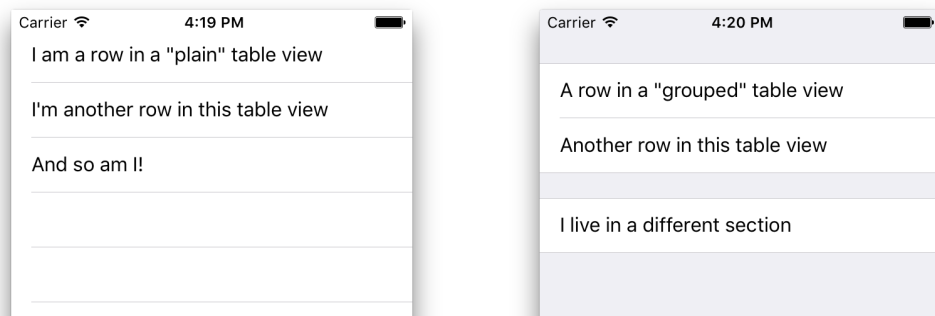 Carrier 4:19 PM
I am a row in a "plain" table view
I'm another row in this table view
And so am I!
Carrier 4:20 PM
A row in a "grouped" table view
Another row in this table view
I live in a different section